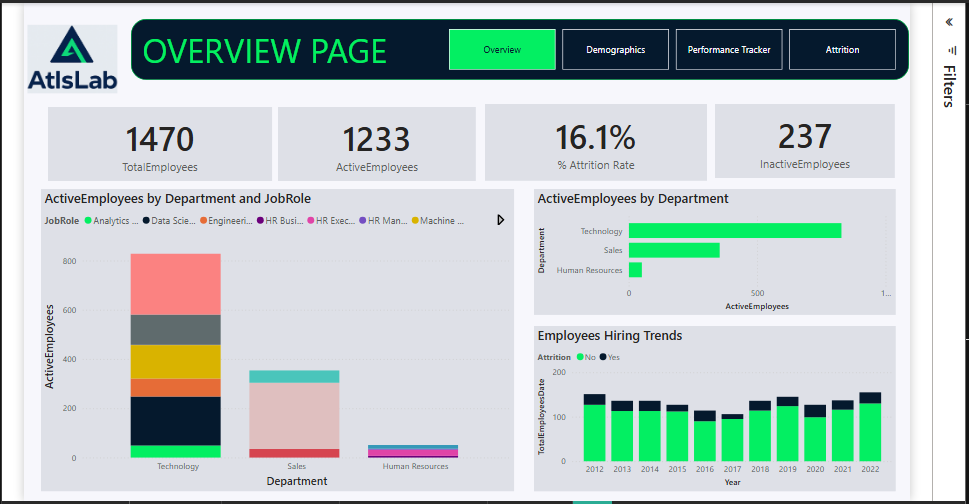 AtlsLab
OVERVIEW PAGE
Overview
Demographics
Performance Tracker
Attrition
Filters
1470
TotalEmployees
1233
ActiveEmployees
16.1%
% Attrition Rate
237
InactiveEmployees
ActiveEmployees by Department and JobRole
JobRole Analytics ... Data Scie... Engineeri... HR Busi... HR Exec... HR Man... Machine ...
ActiveEmployees
800
600
400
200
0
Technology Sales Human Resources
Department
ActiveEmployees by Department
Department
Technology
Sales
Human Resources
0 500 1...
ActiveEmployees
Employees Hiring Trends
Attrition No Yes
TotalEmployeesDate
200
100
0
2012 2013 2014 2015 2016 2017 2018 2019 2020 2021 2022
Year